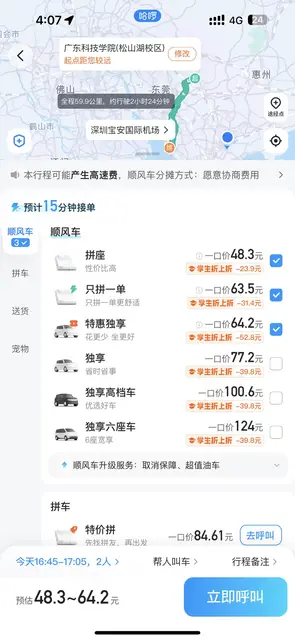 4:07
哈啰
4G 24
广东科技学院(松山湖校区)
起点距您较远
修改
惠州
佛山
东莞
全程59.9公里，约行驶2小时24分钟
鹤山市
途经点
深圳宝安国际机场
本行程可能产生高速费，顺风车分摊方式：愿意协商费用
预计15分钟接单
顺风车
3
拼车
送货
宠物
顺风车
拼座
性价比高
一口价48.3元
学生折上折 -23.9元
只拼一单
只拼一单更舒适
一口价63.5元
学生折上折 -31.4元
特惠独享
花更少 坐更好
一口价64.2元
学生折上折 -52.8元
独享
省时省事
一口价77.2元
学生折上折 -39.8元
独享高档车
优选好车
一口价100.6元
学生折上折 -39.8元
独享六座车
6座宽享
一口价124元
学生折上折 -39.8元
顺风车升级服务：取消保障、超值油车
拼车
特价拼
先找拼友，再出发
一口价84.61元
去呼叫
今天16:45~17:05，2人
帮人叫车
行程备注
预估48.3~64.2元
立即呼叫